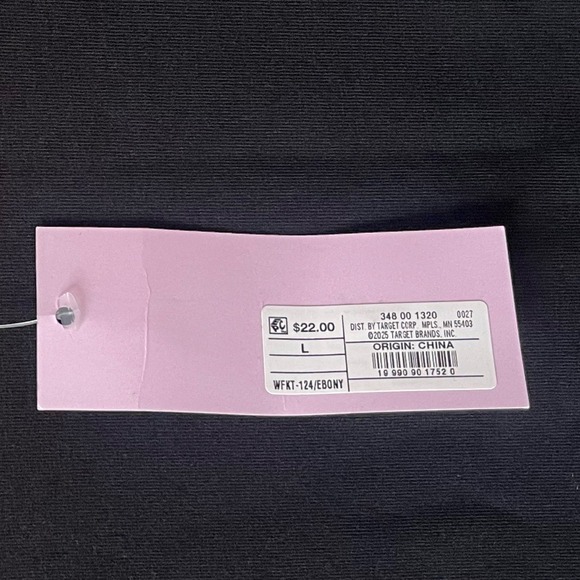 $22.00
L
WFKT-124/EBONY
348 00 1320 0027
DIST. BY TARGET CORP. MPLS., MN 55403
©2025 TARGET BRANDS, INC.
ORIGIN: CHINA
19 990 90 1752 0